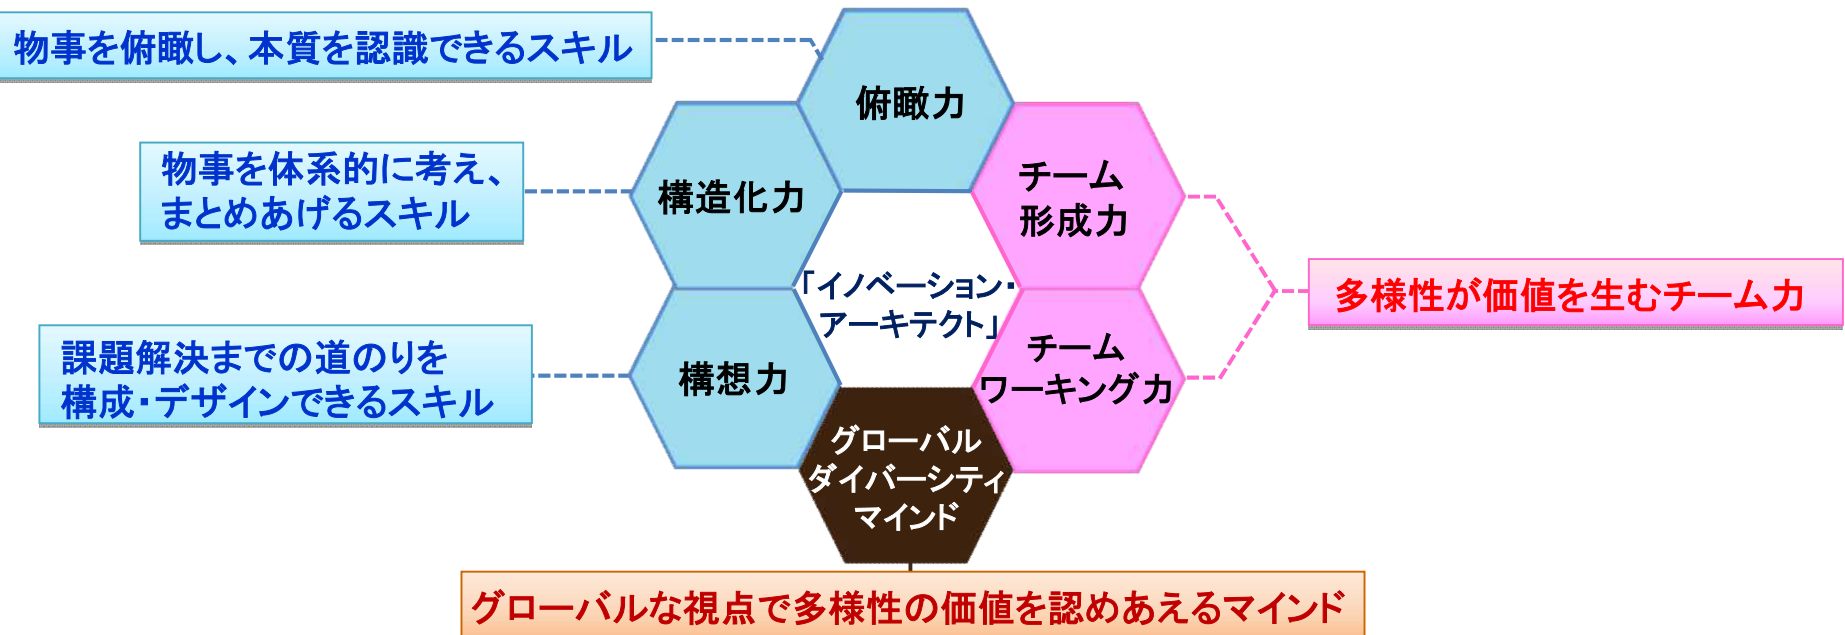 物事を俯瞰し、本質を認識できるスキル
俯瞰力
物事を体系的に考え、
まとめあげるスキル
構造化力
チーム
形成力
「イノベーション・
アーキテクト」
多様性が価値を生むチーム力
課題解決までの道のりを
構成・デザインできるスキル
構想力
チーム
ワーキング力
グローバル
ダイバーシティ
マインド
グローバルな視点で多様性の価値を認めあえるマインド